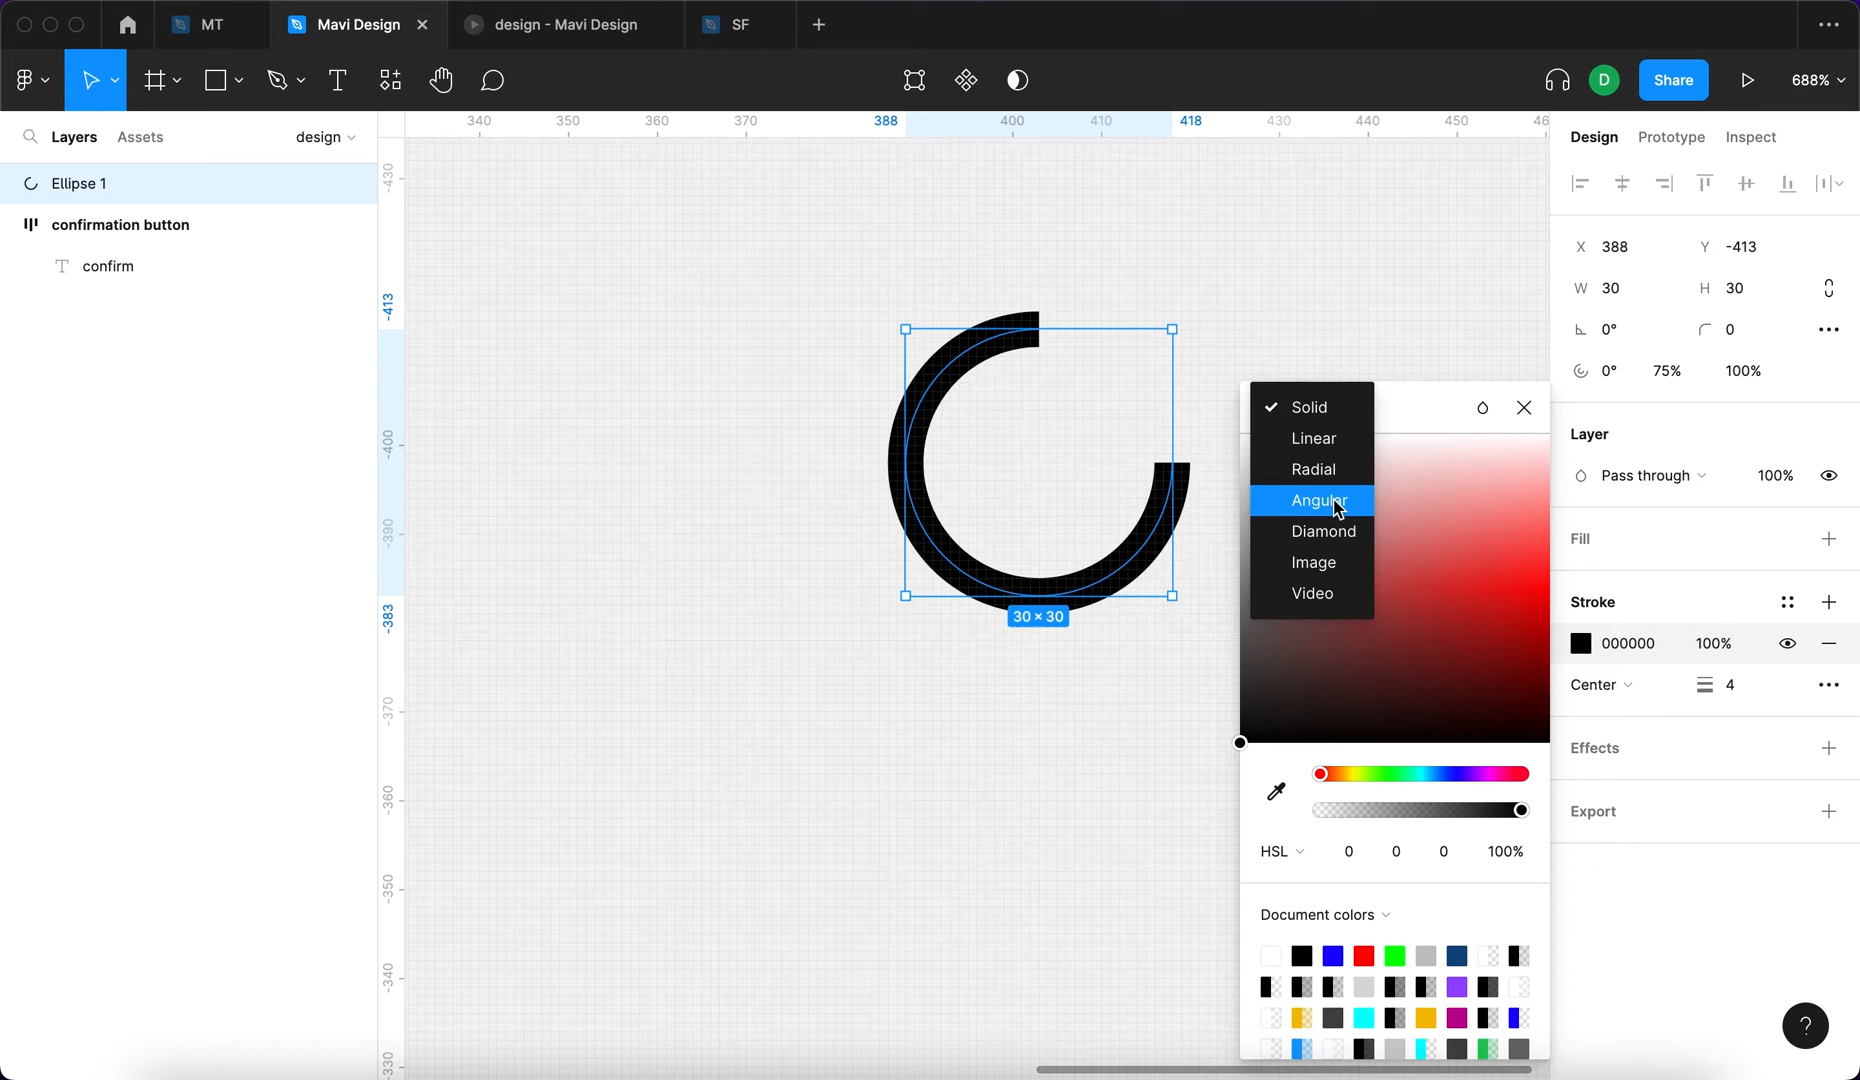 MT
Mavi Design
design - Mavi Design
SF
D
Share
688%
Layers
Assets
design
Ellipse 1
confirmation button
confirm
340
350
360
370
388
400
410
418
430
440
450
46
-430
-413
-400
-390
-383
-370
-360
-350
-340
-330
30 × 30
Solid
Linear
Radial
Angular
Diamond
Image
Video
HSL
0
0
0
100%
Document colors
Design
Prototype
Inspect
X 388
Y -413
W 30
H 30
0°
0
0°
75%
100%
Layer
Pass through
100%
Fill
Stroke
000000
100%
Center
4
Effects
Export
?